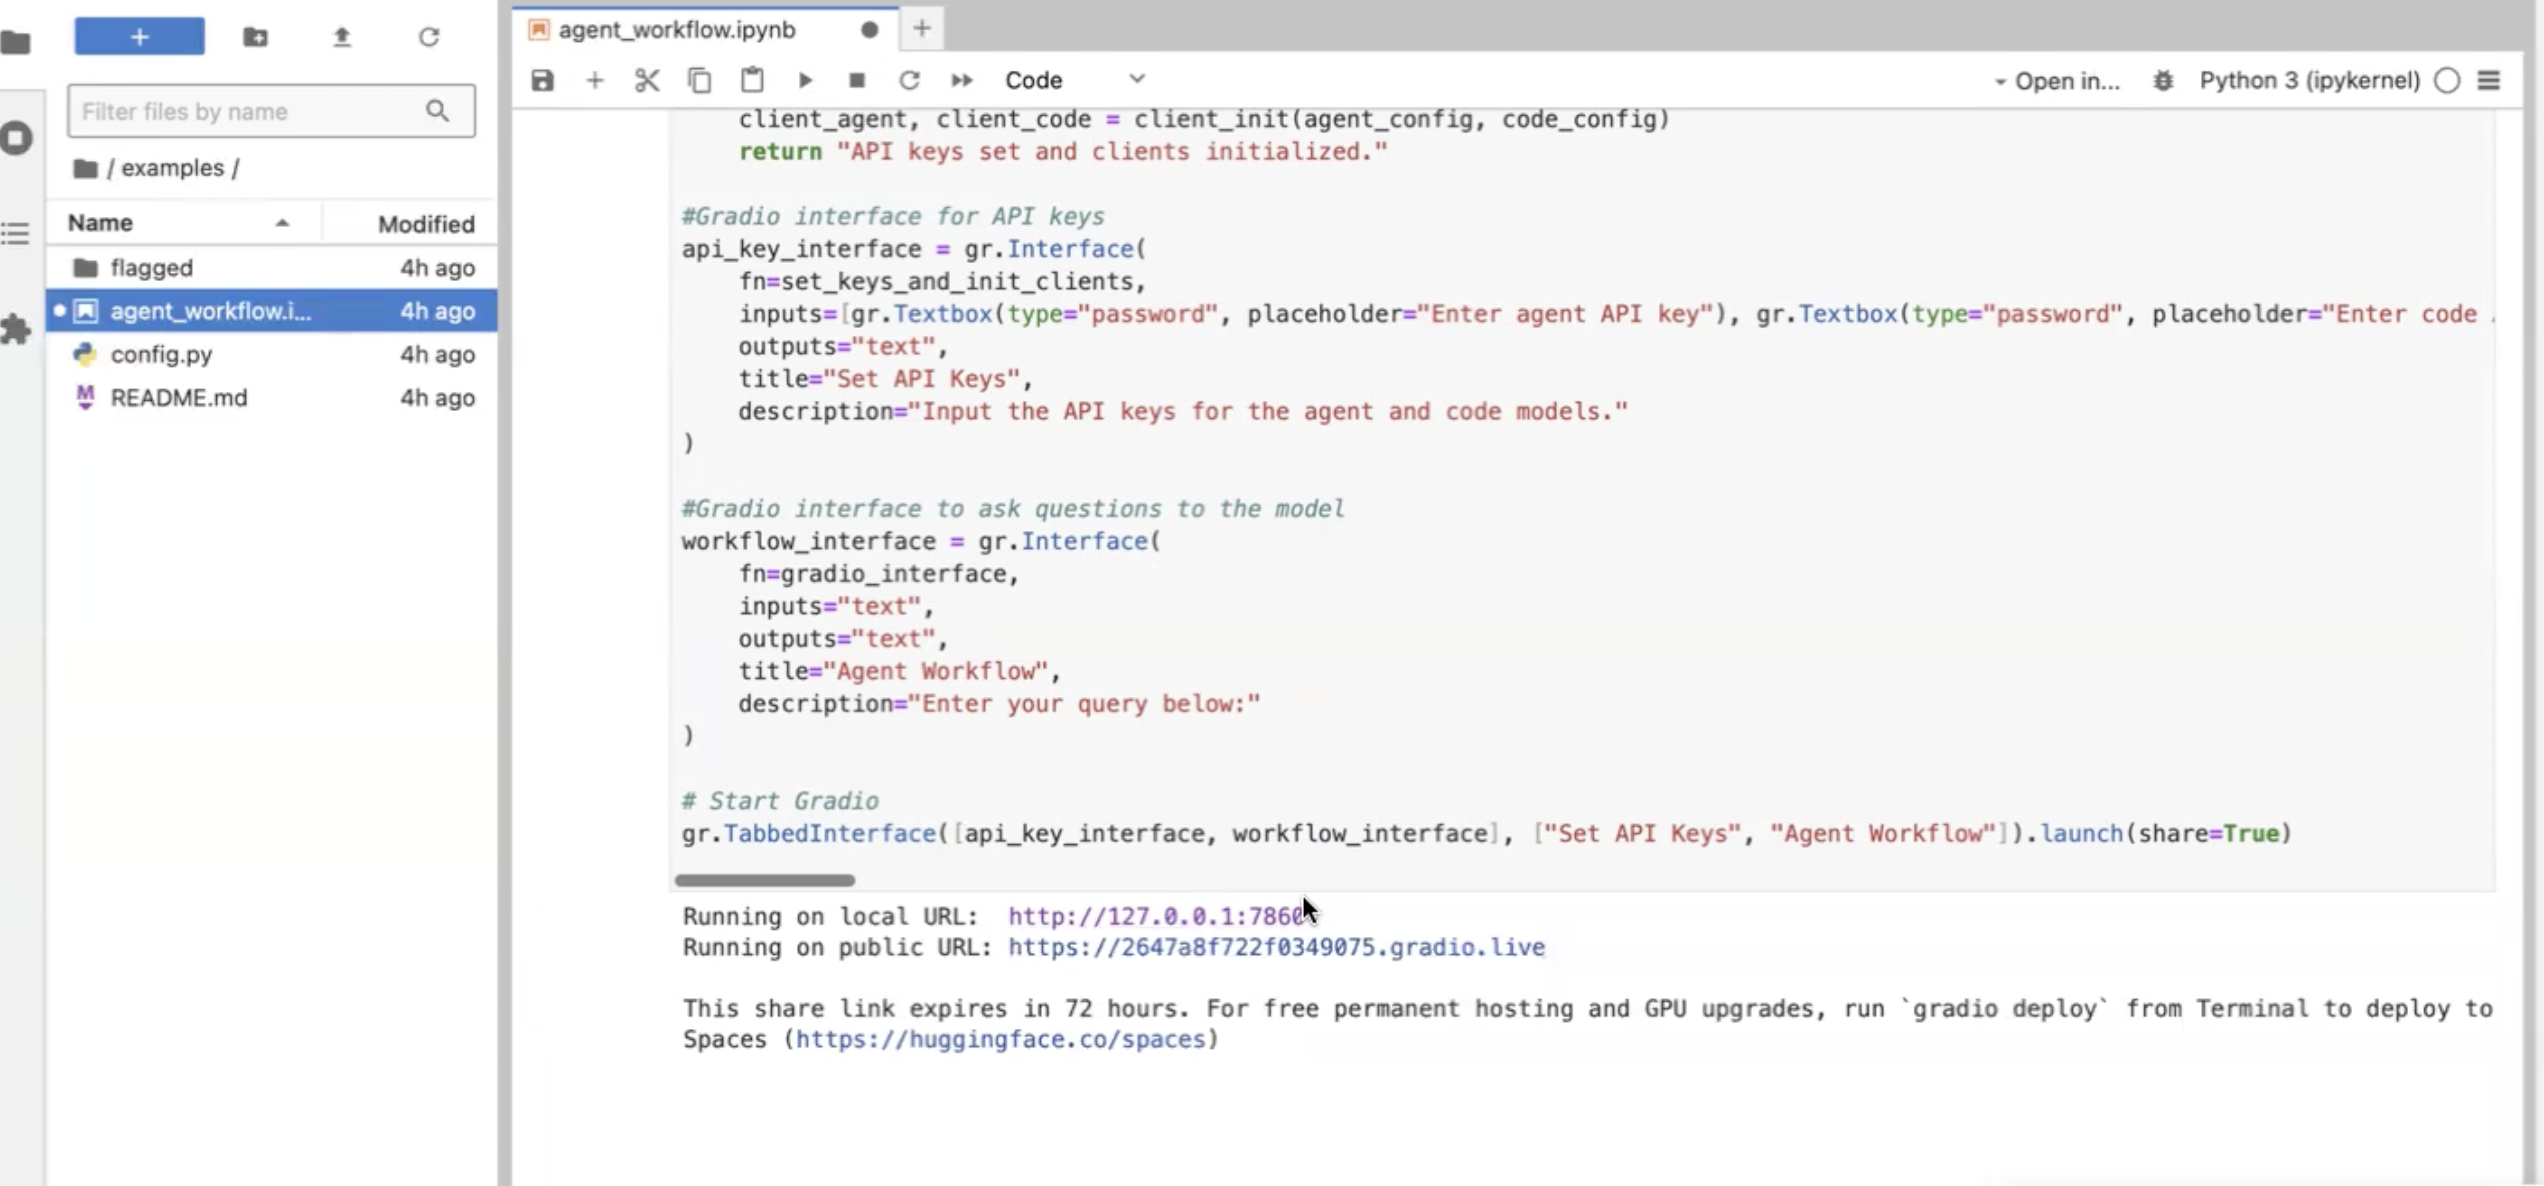 agent_workflow.ipynb
Code
Open in...
Python 3 (ipykernel)
Filter files by name
/ examples /
Name Modified
flagged 4h ago
agent_workflow.i... 4h ago
config.py 4h ago
README.md 4h ago
client_agent, client_code = client_init(agent_config, code_config)
return "API keys set and clients initialized."
#Gradio interface for API keys
api_key_interface = gr.Interface(
fn=set_keys_and_init_clients,
inputs=[gr.Textbox(type="password", placeholder="Enter agent API key"), gr.Textbox(type="password", placeholder="Enter code
outputs="text",
title="Set API Keys",
description="Input the API keys for the agent and code models."
)
#Gradio interface to ask questions to the model
workflow_interface = gr.Interface(
fn=gradio_interface,
inputs="text",
outputs="text",
title="Agent Workflow",
description="Enter your query below:"
)
# Start Gradio
gr.TabbedInterface([api_key_interface, workflow_interface], ["Set API Keys", "Agent Workflow"]).launch(share=True)
Running on local URL: http://127.0.0.1:7860
Running on public URL: https://2647a8f722f0349075.gradio.live
This share link expires in 72 hours. For free permanent hosting and GPU upgrades, run `gradio deploy` from Terminal to deploy to
Spaces (https://huggingface.co/spaces)